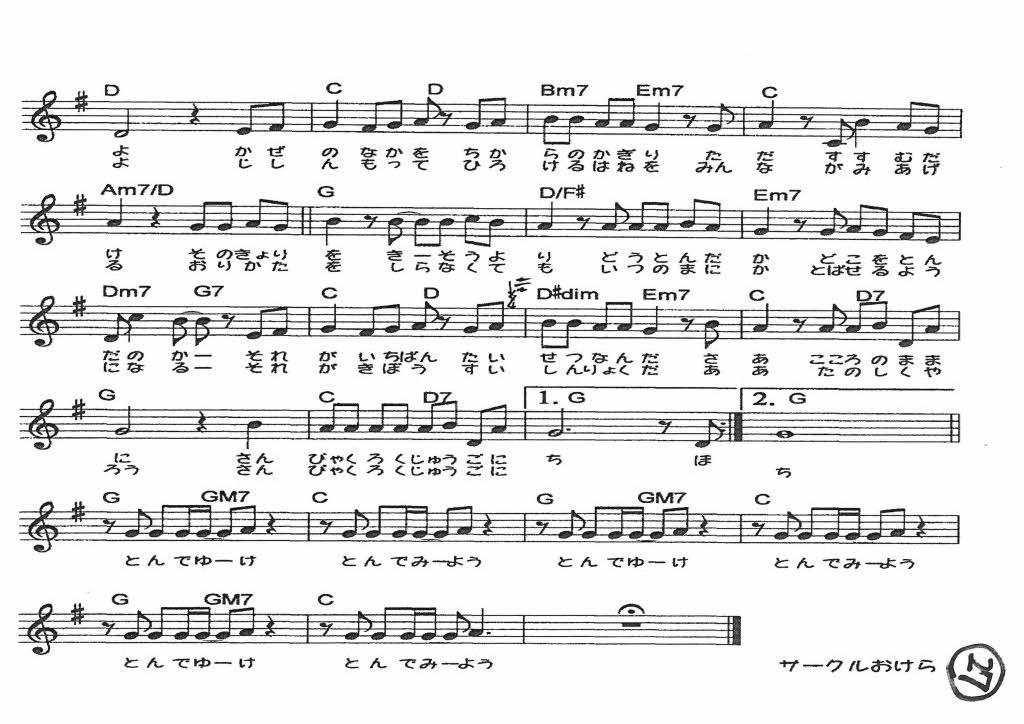 D C D Bm7 Em7 C
よ かぜ のなかを ちか らのかぎり た だ すすむだ
よ じし んもって ひろ けるはねを みん な がみあげ
Am7/D G D/F# Em7
け そのきょり を きーそうよ り どうとんだ か どこをとん
る おりかた を しらなくて も いつのまに か とばせるよう
Dm7 G7 C D D#dim Em7 C D7
だの かー それ がいちばん たい せつなんだ さ あ こころのまま
にな るー それ がきぼう すい しんりょくだ あ あ たのしくや
G C D7 1. G 2. G
に さん びゃくろくじゅうごに ち ほ
ろう さん びゃくろくじゅうごに ち
G GM7 C G GM7 C
とんでゆーけ とんでみーよう とんでゆーけ とんでみーよう
G GM7 C
とんでゆーけ とんでみーよう
サークルおけら 27